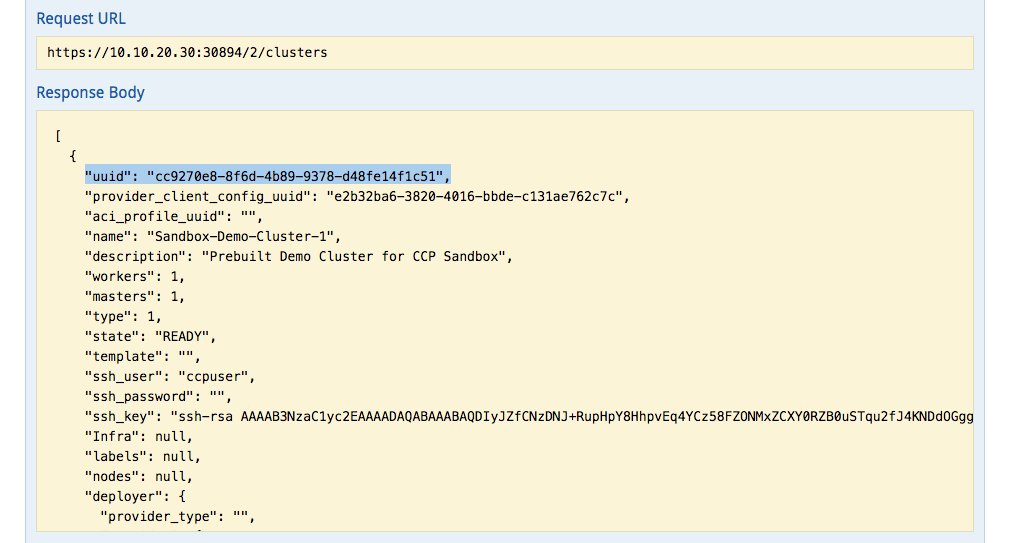 Request URL
https://10.10.20.30:30894/2/clusters
Response Body
[
{
"uuid": "cc9270e8-8f6d-4b89-9378-d48fe14f1c51",
"provider_client_config_uuid": "e2b32ba6-3820-4016-bbde-c131ae762c7c",
"aci_profile_uuid": "",
"name": "Sandbox-Demo-Cluster-1",
"description": "Prebuilt Demo Cluster for CCP Sandbox",
"workers": 1,
"masters": 1,
"type": 1,
"state": "READY",
"template": "",
"ssh_user": "ccpuser",
"ssh_password": "",
"ssh_key": "ssh-rsa AAAAB3NzaC1yc2EAAAADAQABAAABAQDIyJZfCNzDNJ+RupHpY8HhpvEq4YCz58FZONMxZCXY0RZB0uSTqu2fJ4KNDdOGgg
"Infra": null,
"labels": null,
"nodes": null,
"deployer": {
"provider_type": "",